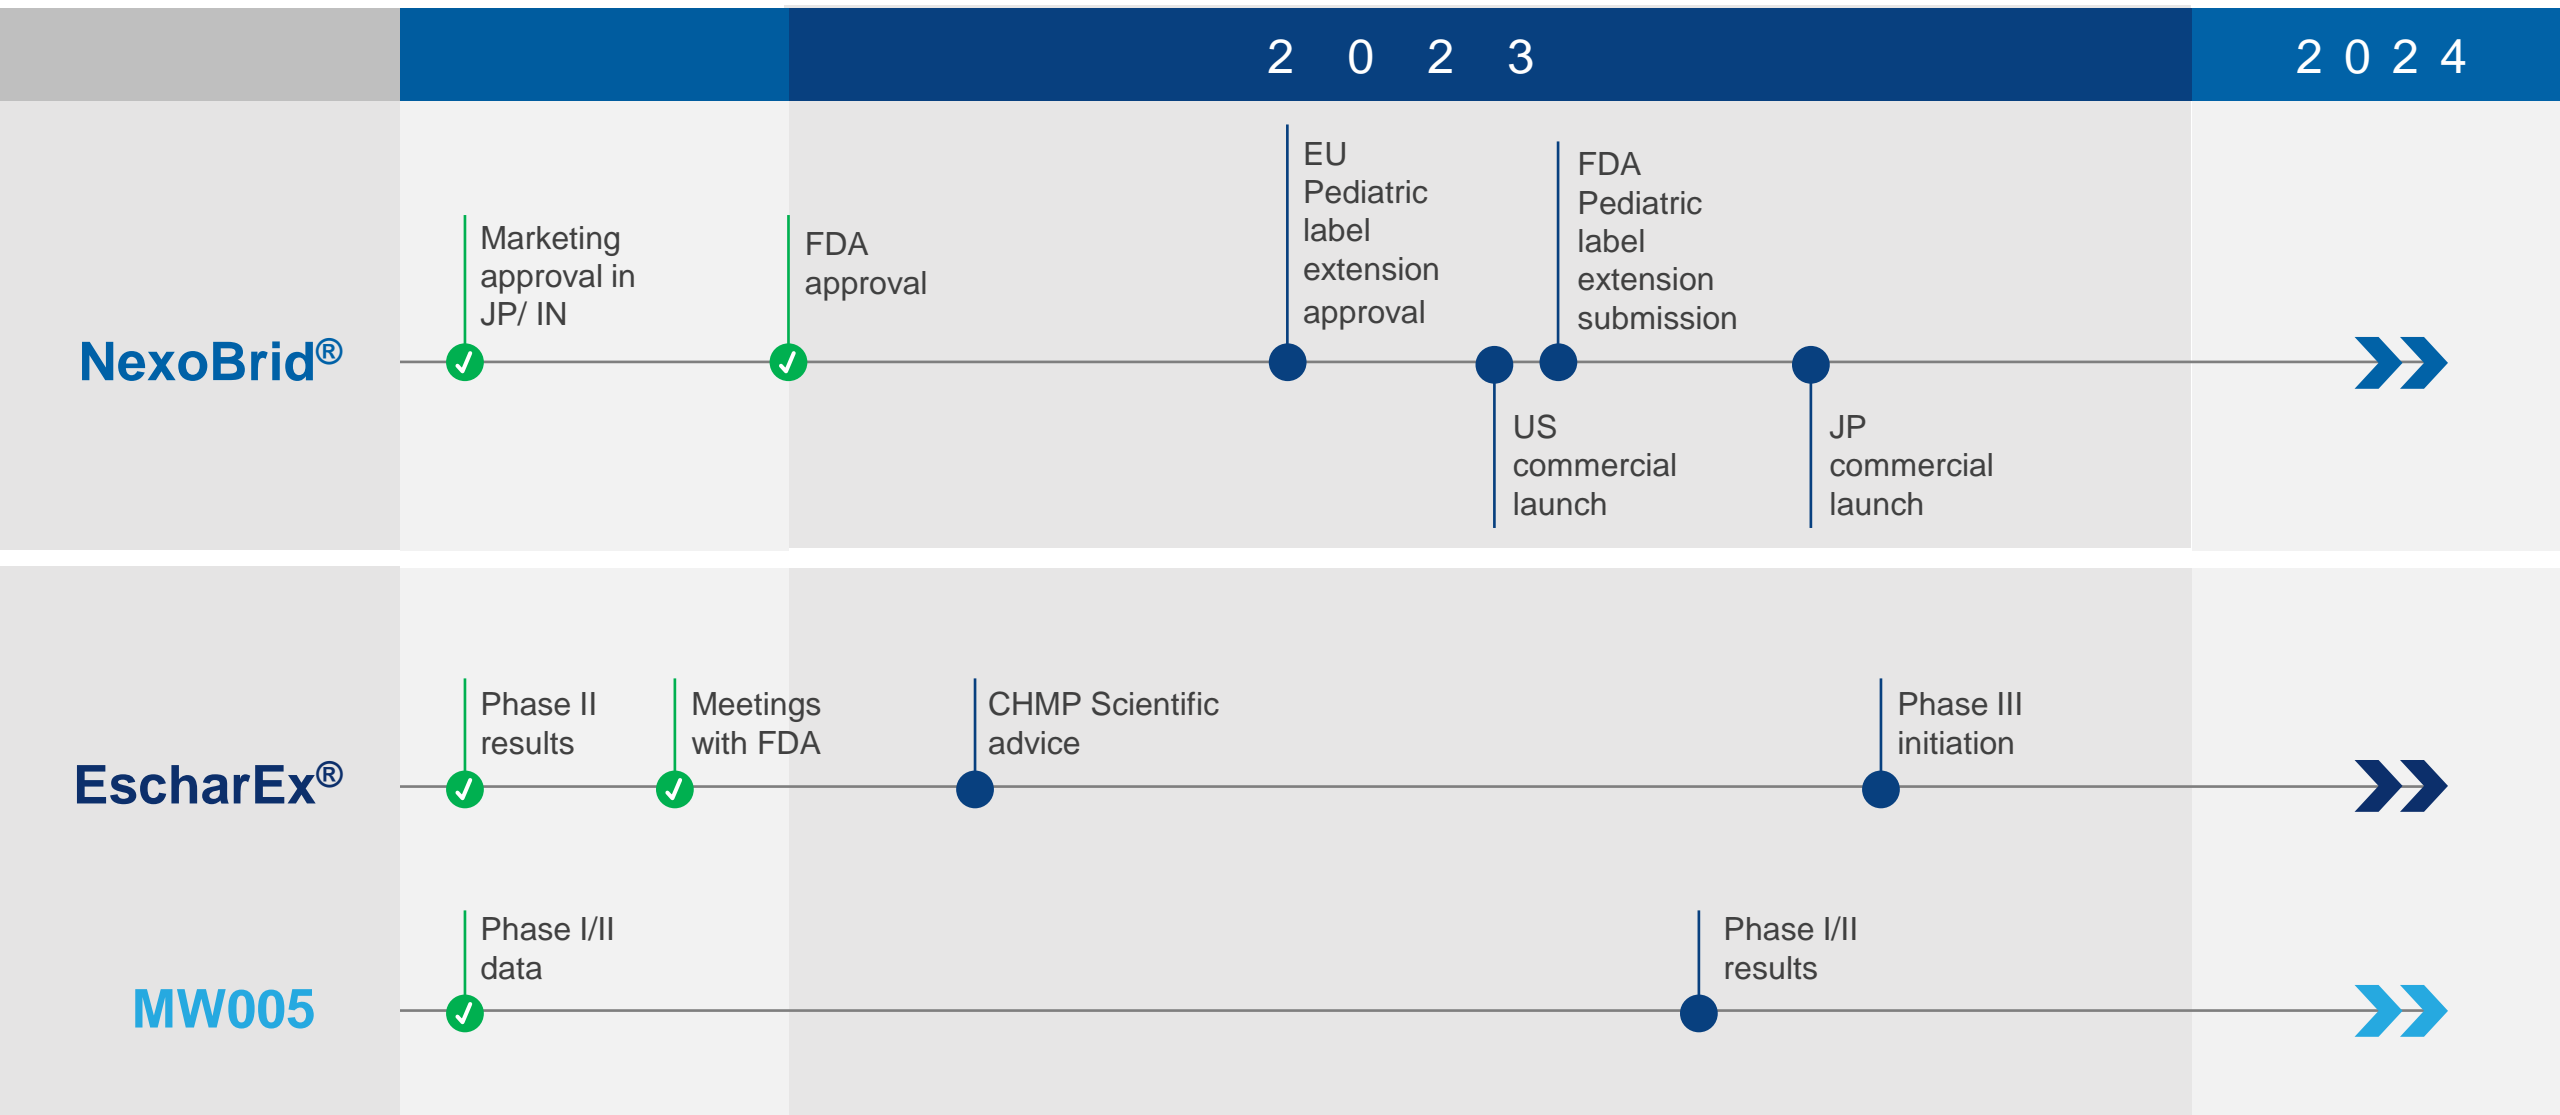 2 0 2 3
2 0 2 4
NexoBrid®
Marketing
approval in
JP/ IN
FDA
approval
EU
Pediatric
label
extension
approval
US
commercial
launch
FDA
Pediatric
label
extension
submission
JP
commercial
launch
EscharEx®
Phase II
results
Meetings
with FDA
CHMP Scientific
advice
Phase III
initiation
MW005
Phase I/II
data
Phase I/II
results